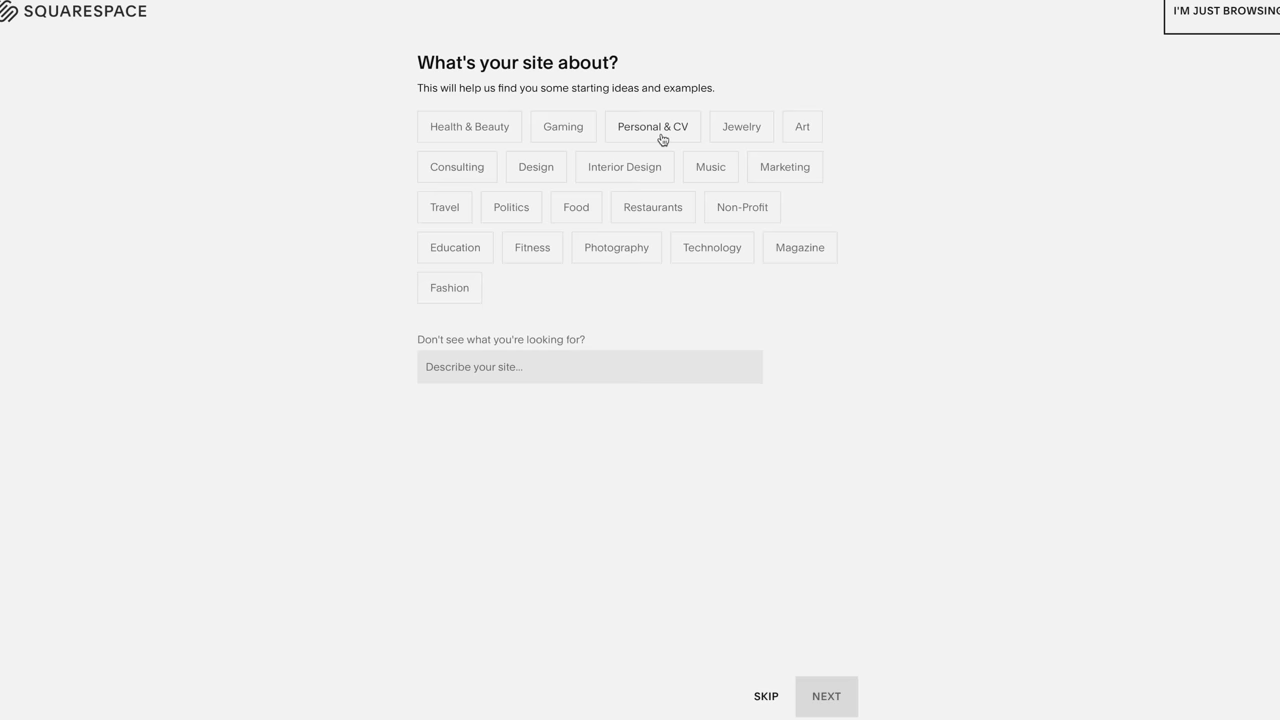 SQUARESPACE
I'M JUST BROWSING
What's your site about?
This will help us find you some starting ideas and examples.
Health & Beauty Gaming Personal & CV Jewelry Art
Consulting Design Interior Design Music Marketing
Travel Politics Food Restaurants Non-Profit
Education Fitness Photography Technology Magazine
Fashion
Don't see what you're looking for?
Describe your site...
SKIP NEXT